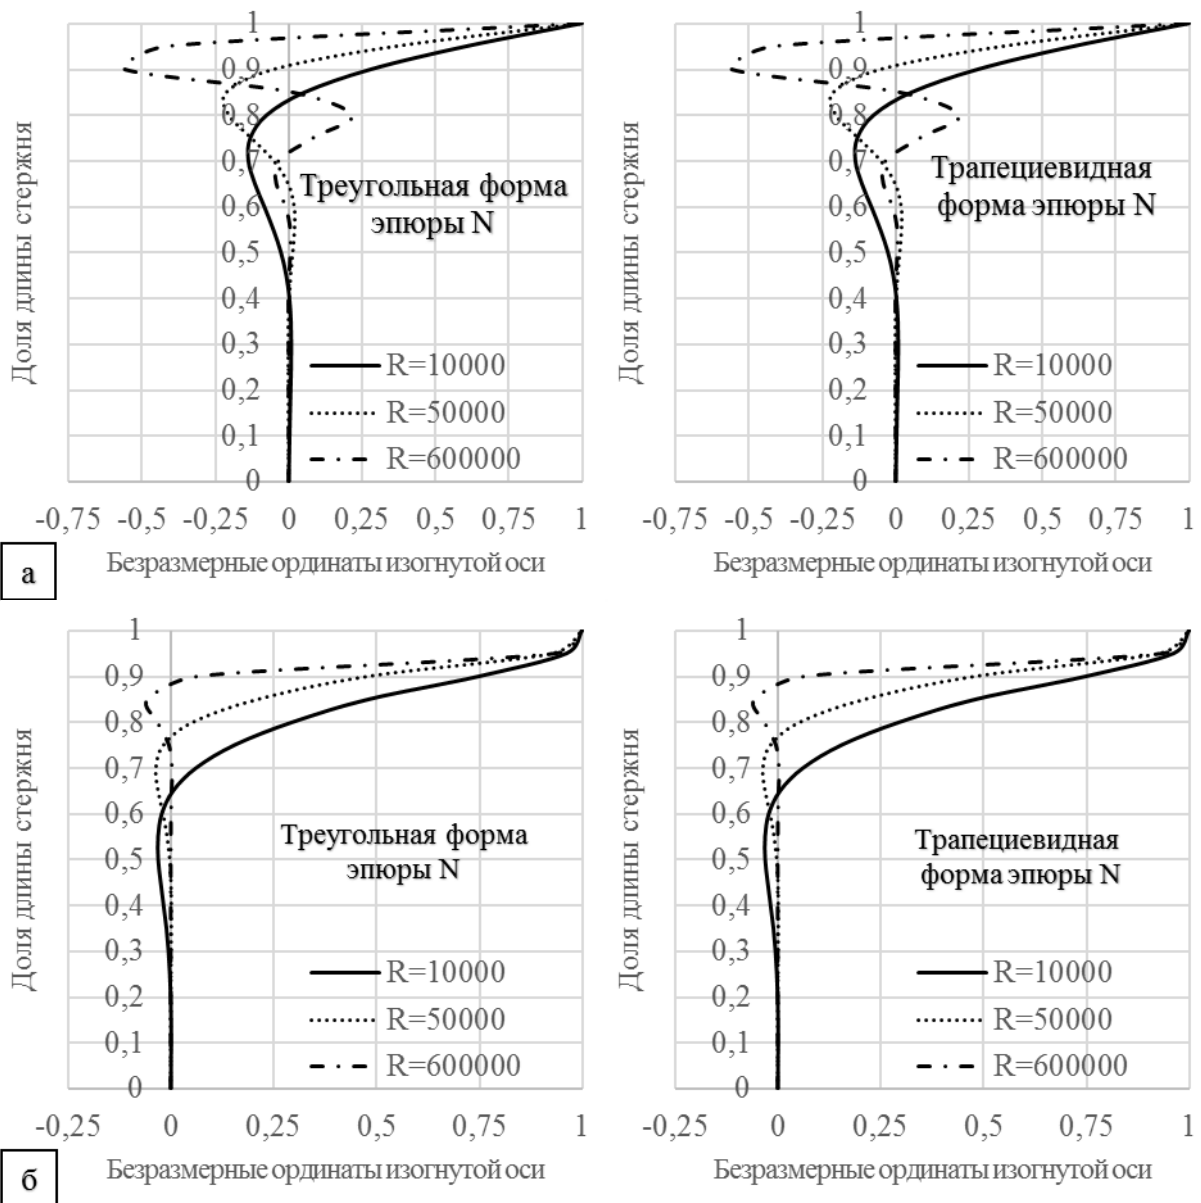 1
0,9
0,8
0,7
0,6
0,5
0,4
0,3
0,2
0,1
0
-0,75 -0,5 -0,25 0 0,25 0,5 0,75 1
Доля длины стержня
Треугольная форма
эпюры N
R=10000
R=50000
R=600000
Безразмерные ординаты изогнутой оси
1
0,9
0,8
0,7
0,6
0,5
0,4
0,3
0,2
0,1
0
-0,75 -0,5 -0,25 0 0,25 0,5 0,75 1
Доля длины стержня
Трапециевидная
форма эпюры N
R=10000
R=50000
R=600000
Безразмерные ординаты изогнутой оси
а
1
0,9
0,8
0,7
0,6
0,5
0,4
0,3
0,2
0,1
0
-0,25 0 0,25 0,5 0,75 1
Доля длины стержня
Треугольная форма
эпюры N
R=10000
R=50000
R=600000
Безразмерные ординаты изогнутой оси
1
0,9
0,8
0,7
0,6
0,5
0,4
0,3
0,2
0,1
0
-0,25 0 0,25 0,5 0,75 1
Доля длины стержня
Трапециевидная
форма эпюры N
R=10000
R=50000
R=600000
Безразмерные ординаты изогнутой оси
б